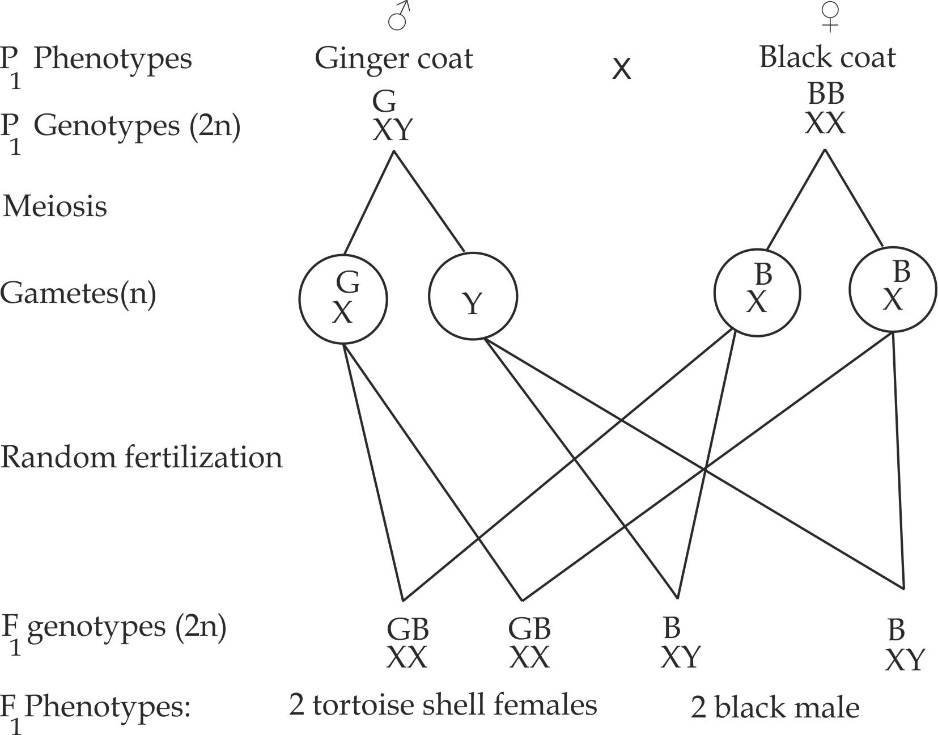 ♂ ♀
P1 Phenotypes Ginger coat X Black coat
G BB
P1 Genotypes (2n) XY XX
Meiosis
G B B
Gametes(n) X Y X X
Random fertilization
GB GB B B
F1 genotypes (2n) XX XX XY XY
F1 Phenotypes: 2 tortoise shell females 2 black male